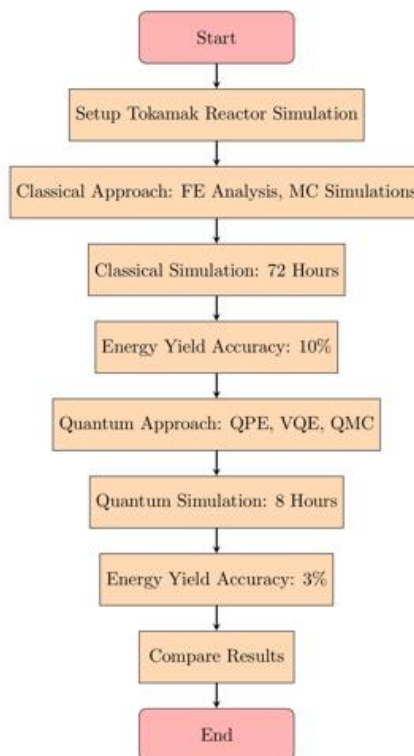 Start
Setup Tokamak Reactor Simulation
Classical Approach: FE Analysis, MC Simulations
Classical Simulation: 72 Hours
Energy Yield Accuracy: 10%
Quantum Approach: QPE, VQE, QMC
Quantum Simulation: 8 Hours
Energy Yield Accuracy: 3%
Compare Results
End